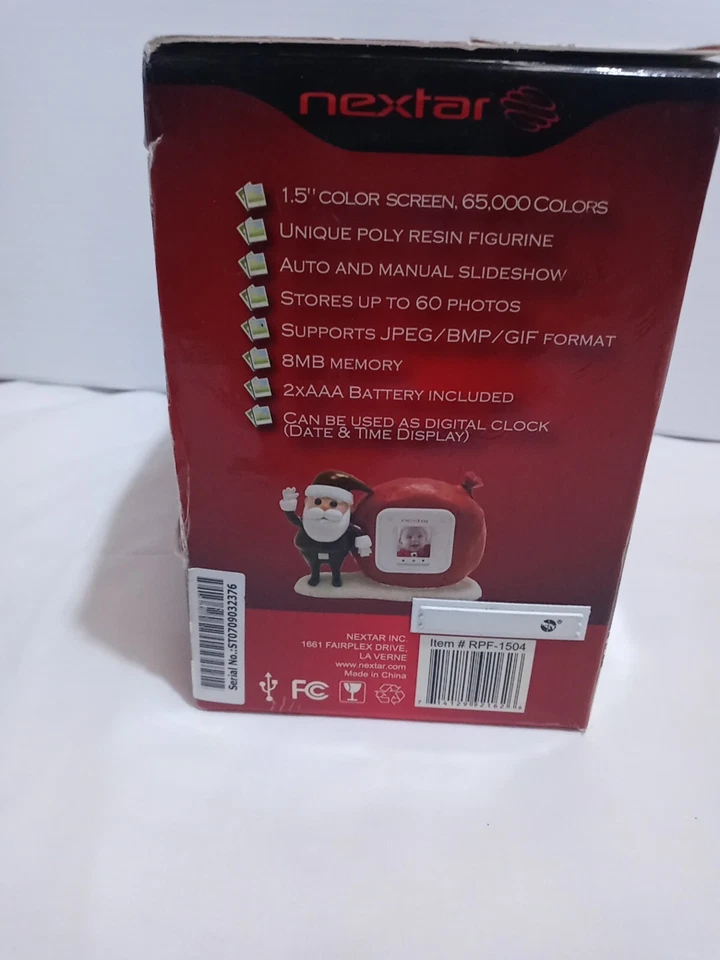 nextar
1.5" COLOR SCREEN, 65,000 COLORS
UNIQUE POLY RESIN FIGURINE
AUTO AND MANUAL SLIDESHOW
STORES UP TO 60 PHOTOS
SUPPORTS JPEG/BMP/GIF FORMAT
8MB MEMORY
2XAAA BATTERY INCLUDED
CAN BE USED AS DIGITAL CLOCK
(DATE & TIME DISPLAY)
nextar
Serial No.:ST0709032376
NEXTAR INC.
1661 FAIRPLEX DRIVE.
LA VERNE
www.nextar.com
Made in China
FC
Item # RPF-1504